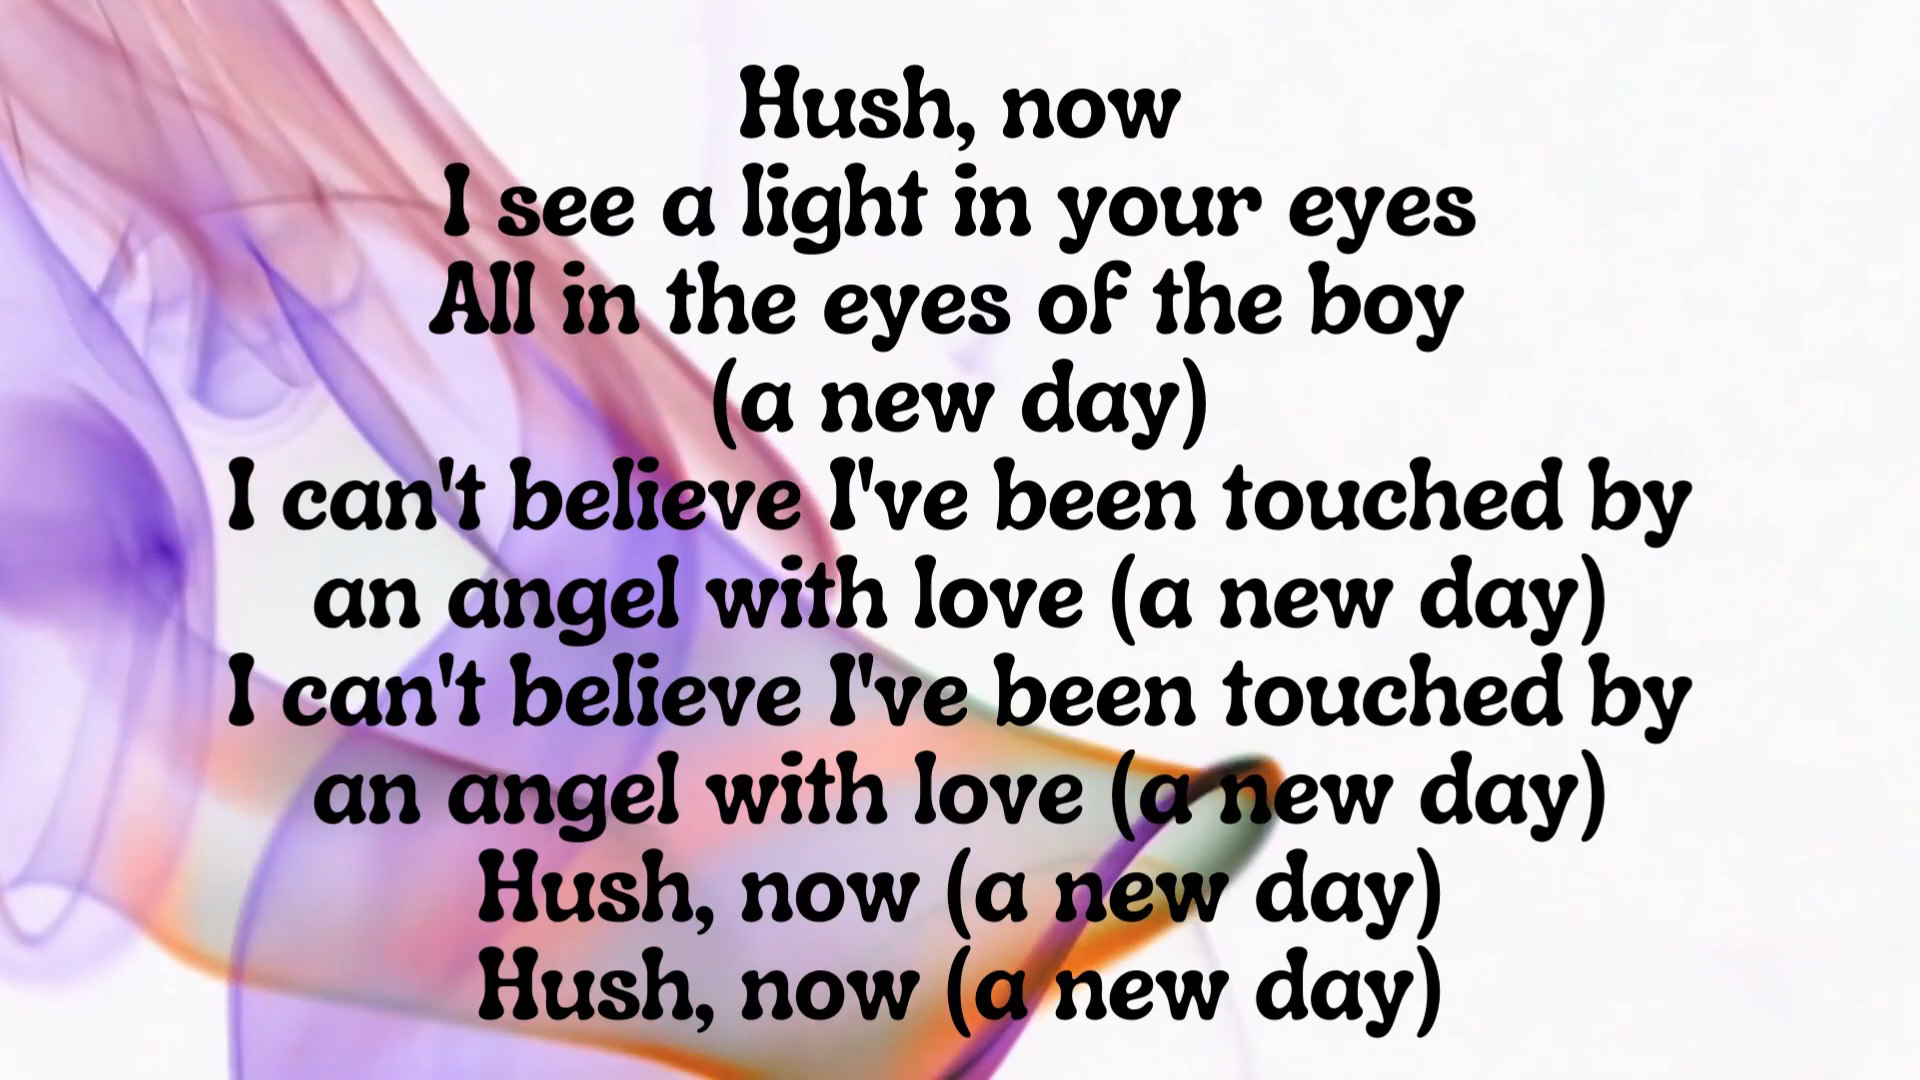 Hush, now
I see a light in your eyes
All in the eyes of the boy
(a new day)
I can't believe I've been touched by
an angel with love (a new day)
I can't believe I've been touched by
an angel with love (a new day)
Hush, now (a new day)
Hush, now (a new day)